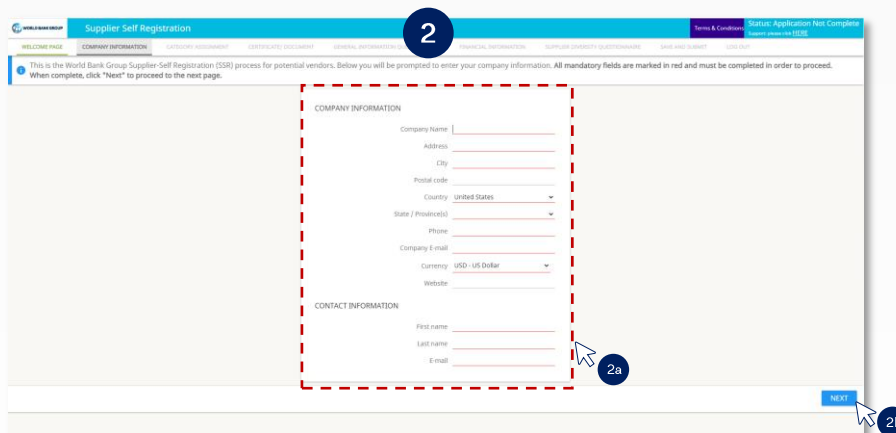 2
WORLD BANK GROUP
Supplier Self Registration
Terms & Conditions
Status: Application Not Complete
Support: please click HERE
WELCOME PAGE
COMPANY INFORMATION
CATEGORY ASSIGNMENT
CERTIFICATE/ DOCUMENT
GENERAL INFORMATION
FINANCIAL INFORMATION
SUPPLIER DIVERSITY QUESTIONNAIRE
SAVE AND SUBMIT
LOG OUT
This is the World Bank Group Supplier-Self Registration (SSR) process for potential vendors. Below you will be prompted to enter your company information. All mandatory fields are marked in red and must be completed in order to proceed.
When complete, click "Next" to proceed to the next page.
COMPANY INFORMATION
Company Name
Address
City
Postal code
Country United States
State / Province(s)
Phone
Company E-mail
Currency USD - US Dollar
Website
CONTACT INFORMATION
First name
Last name
E-mail
2a
NEXT